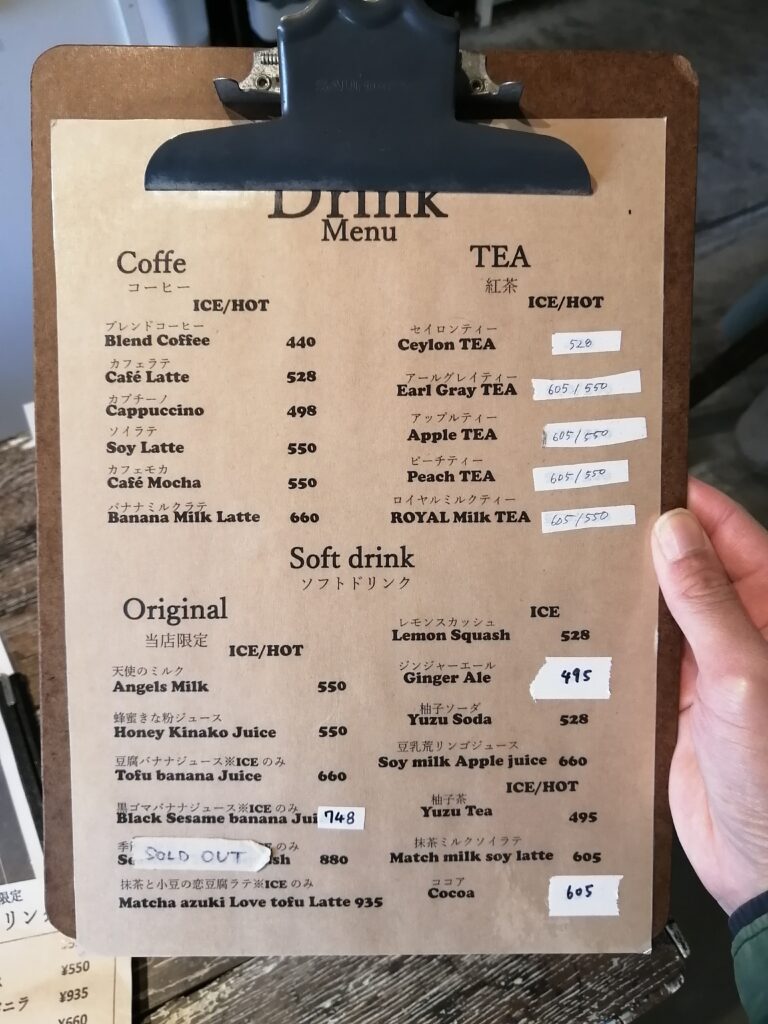 Drink
Menu
Coffe
コーヒー
ICE/HOT
ブレンドコーヒー
Blend Coffee 440
カフェラテ
Café Latte 528
カプチーノ
Cappuccino 498
ソイラテ
Soy Latte 550
カフェモカ
Café Mocha 550
バナナミルクラテ
Banana Milk Latte 660
TEA
紅茶
ICE/HOT
セイロンティー
Ceylon TEA 528
アールグレイティー
Earl Gray TEA 605/550
アップルティー
Apple TEA 605/550
ピーチティー
Peach TEA 605/550
ロイヤルミルクティー
ROYAL Milk TEA 605/550
Soft drink
ソフトドリンク
Original
当店限定
ICE/HOT
天使のミルク
Angels Milk 550
蜂蜜きな粉ジュース
Honey Kinako Juice 550
豆腐バナナジュース※ICEのみ
Tofu banana Juice 660
黒ゴマバナナジュース※ICEのみ
Black Sesame banana Jui 748
SOLD OUT
のみ
880
抹茶と小豆の恋豆腐ラテ※ICEのみ
Matcha azuki Love tofu Latte 935
ICE
レモンスカッシュ
Lemon Squash 528
ジンジャーエール
Ginger Ale 495
柚子ソーダ
Yuzu Soda 528
豆乳荒リンゴジュース
Soy milk Apple juice 660
ICE/HOT
柚子茶
Yuzu Tea 495
抹茶ミルクソイラテ
Match milk soy latte 605
ココア
Cocoa 605
限定
リンク
¥550
¥935
¥660